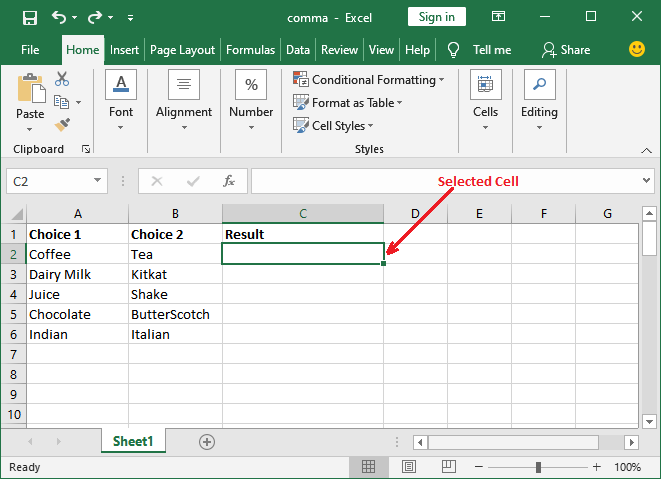 comma - Excel
Sign in
File Home Insert Page Layout Formulas Data Review View Help Tell me Share
Paste
Clipboard
A
Font
Alignment
%
Number
Conditional Formatting
Format as Table
Cell Styles
Styles
Cells
Editing
C2
fx
Selected Cell
A B C D E F G
1 Choice 1 Choice 2 Result
2 Coffee Tea
3 Dairy Milk Kitkat
4 Juice Shake
5 Chocolate ButterScotch
6 Indian Italian
7
8
9
10
Sheet1
Ready
100%